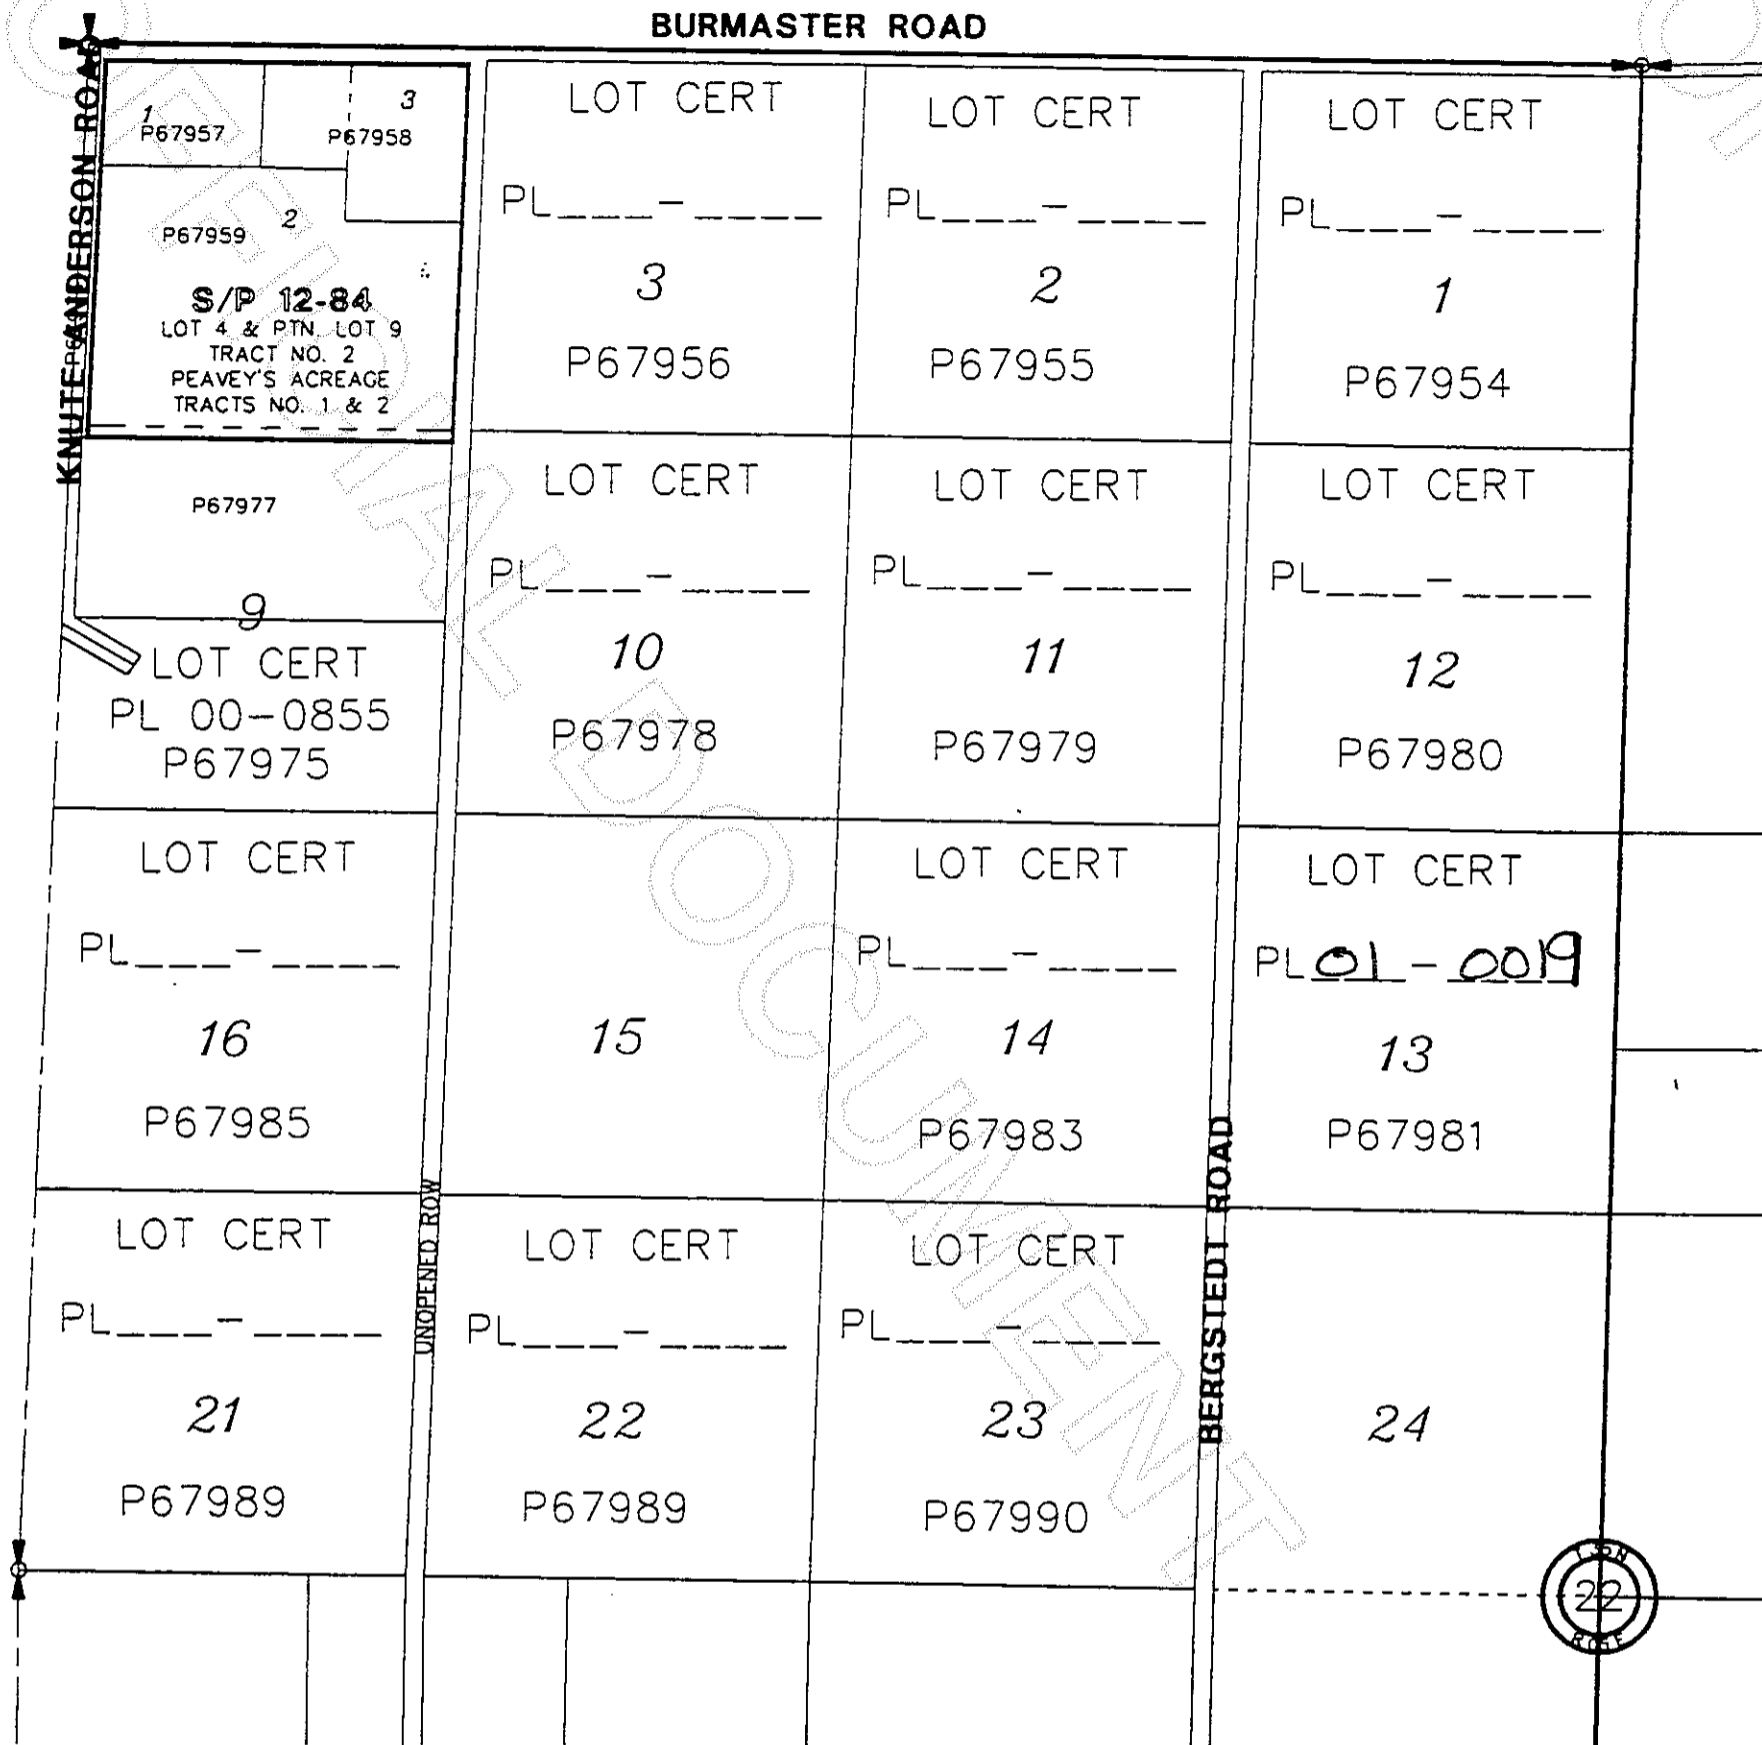 BURMASTER ROAD
KNUTE ANDERSON ROAD
1
P67957
3
P67958
2
P67959
S/P 12-84
LOT 4 & PTN. LOT 9
TRACT NO. 2
PEAVEY'S ACREAGE
TRACTS NO. 1 & 2
LOT CERT
PL___-____
3
P67956
LOT CERT
PL___-____
2
P67955
LOT CERT
PL___-____
1
P67954
P67977
9
LOT CERT
PL 00-0855
P67975
LOT CERT
PL___-____
10
P67978
LOT CERT
PL___-____
11
P67979
LOT CERT
PL___-____
12
P67980
LOT CERT
PL___-____
16
P67985
15
LOT CERT
PL___-____
14
P67983
LOT CERT
PL 01-0019
13
P67981
UNOPENED ROW
BERGSTEDT ROAD
LOT CERT
PL___-____
21
P67989
LOT CERT
PL___-____
22
P67989
LOT CERT
PL___-____
23
P67990
24
22
UNOFFICIAL DOCUMENT